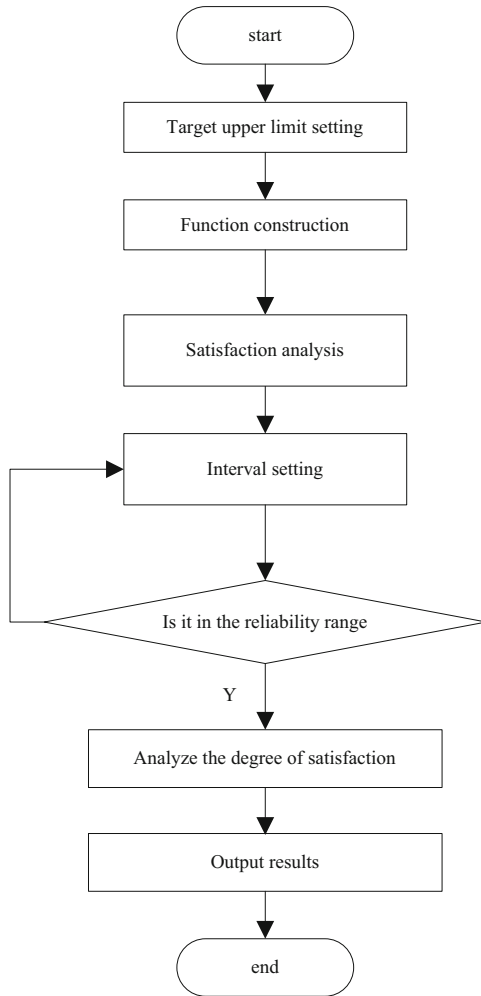 start
Target upper limit setting
Function construction
Satisfaction analysis
Interval setting
Is it in the reliability range
Y
Analyze the degree of satisfaction
Output results
end